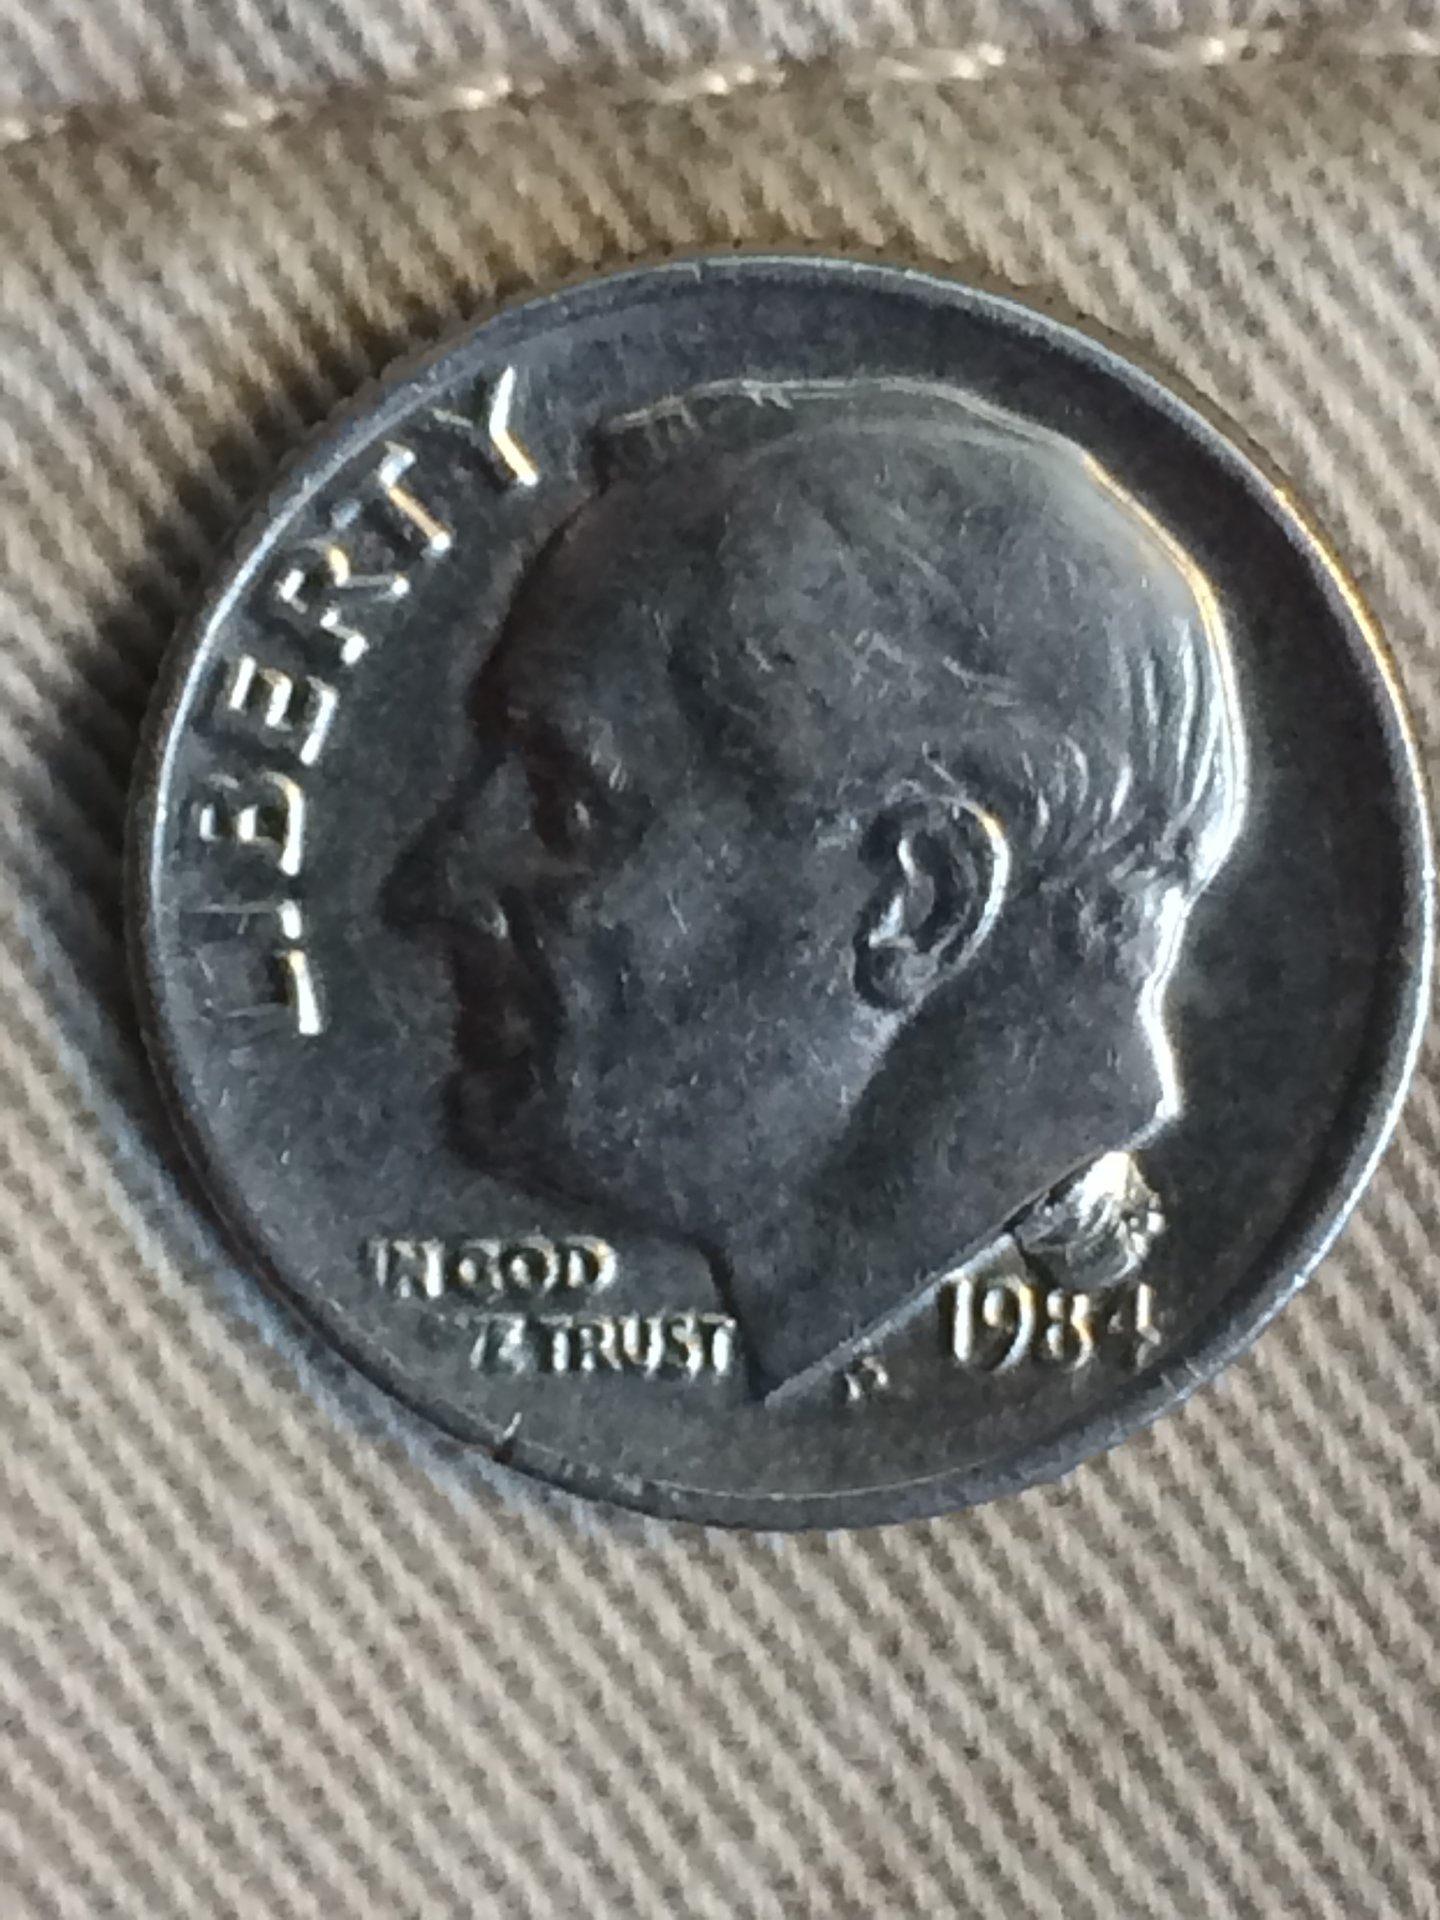 LIBERTY
IN GOD
WE TRUST
1984